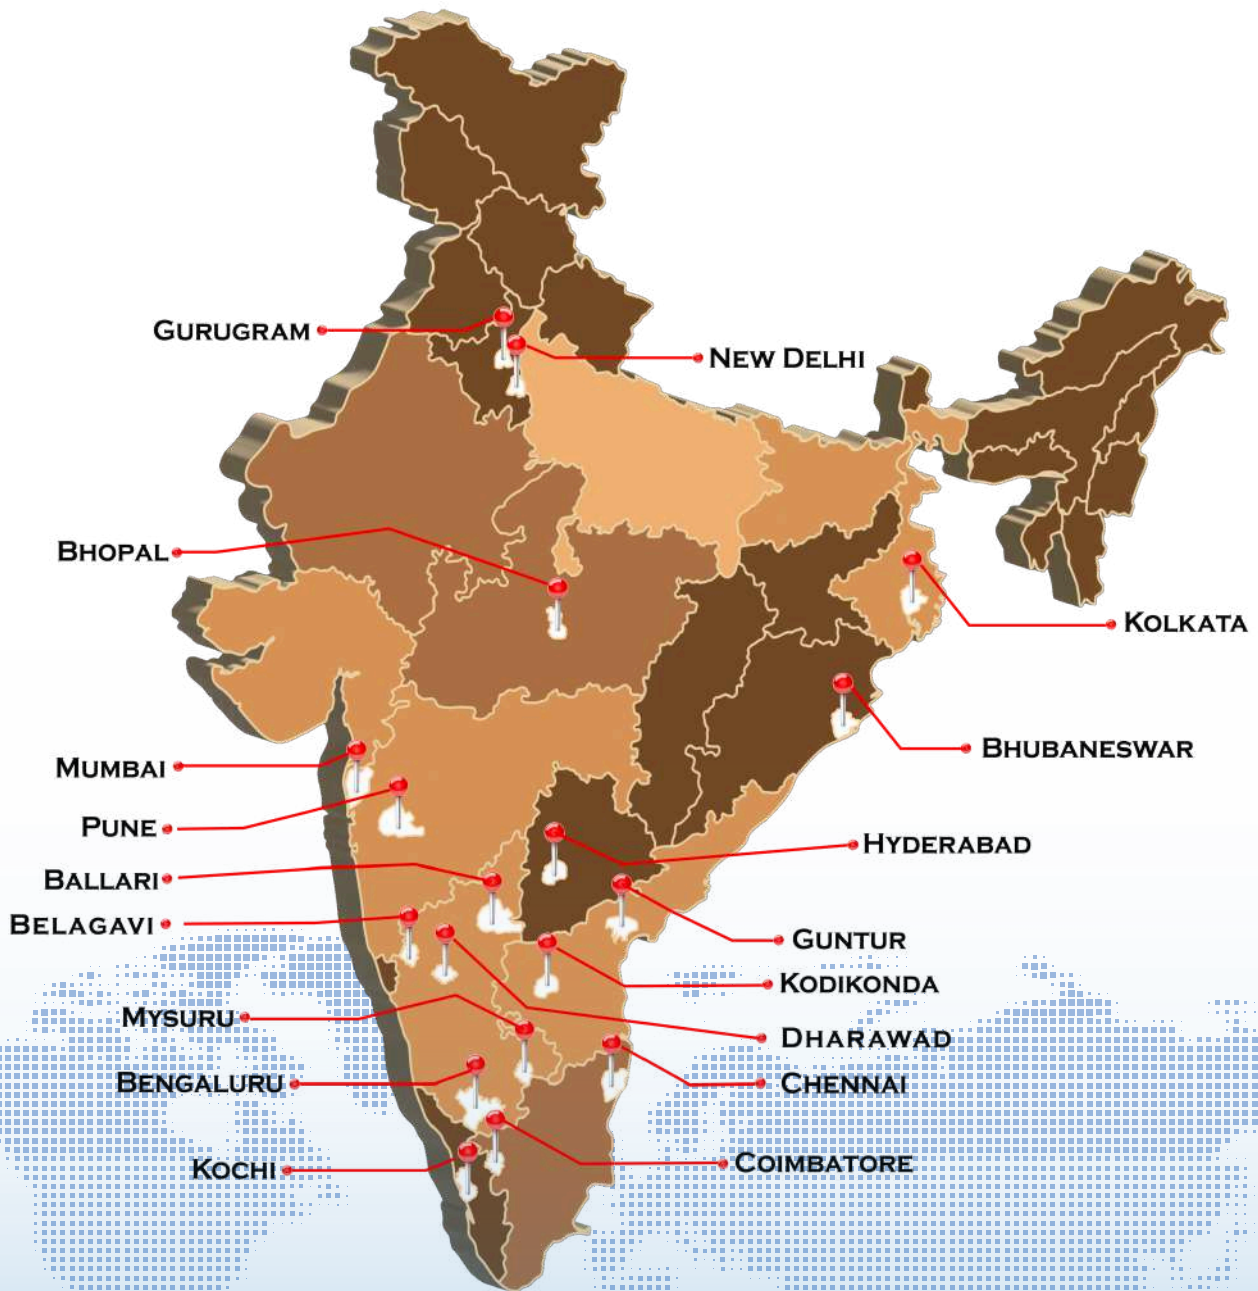 GURUGRAM
NEW DELHI
BHOPAL
KOLKATA
BHUBANESWAR
MUMBAI
PUNE
HYDERABAD
BALLARI
BELAGAVI
GUNTUR
KODIKONDA
MYSURU
DHARAWAD
BENGALURU
CHENNAI
KOCHI
COIMBATORE